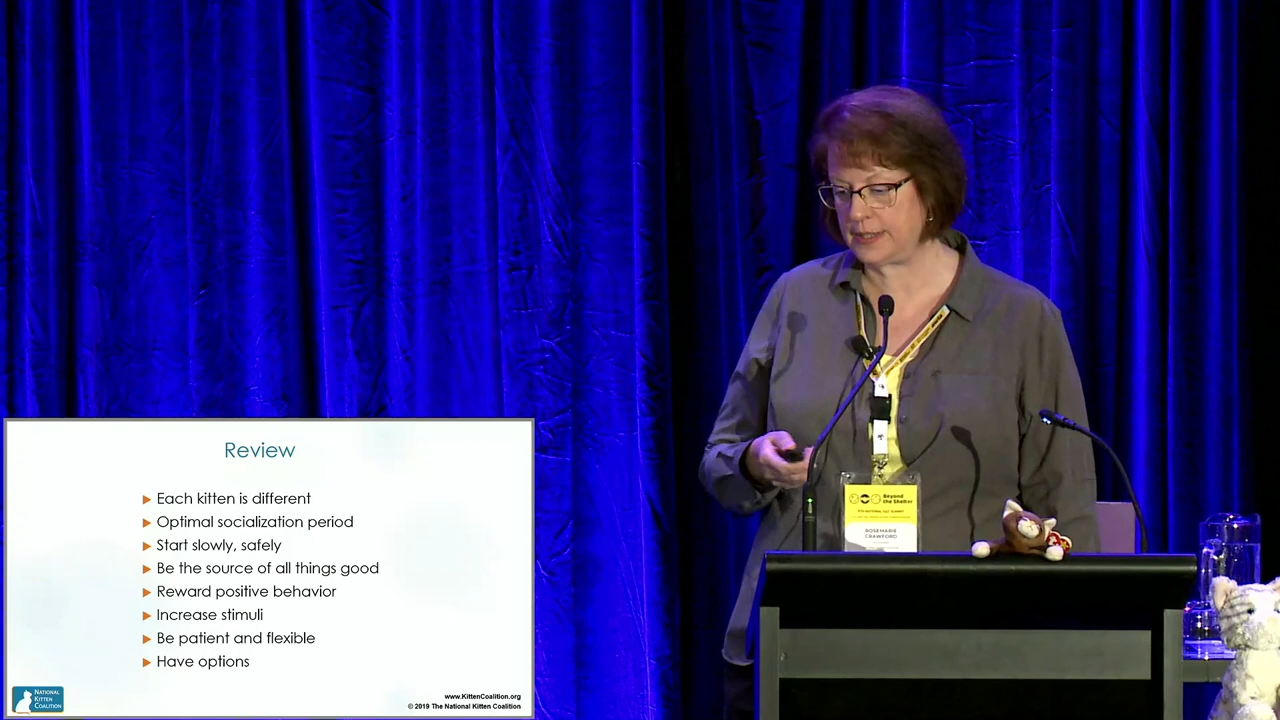 Review
Each kitten is different
Optimal socialization period
Start slowly, safely
Be the source of all things good
Reward positive behavior
Increase stimuli
Be patient and flexible
Have options
NATIONAL
KITTEN
COALITION
www.KittenCoalition.org
© 2019 The National Kitten Coalition
Beyond
the Shelter
ROSEMARIE
CRAWFORD